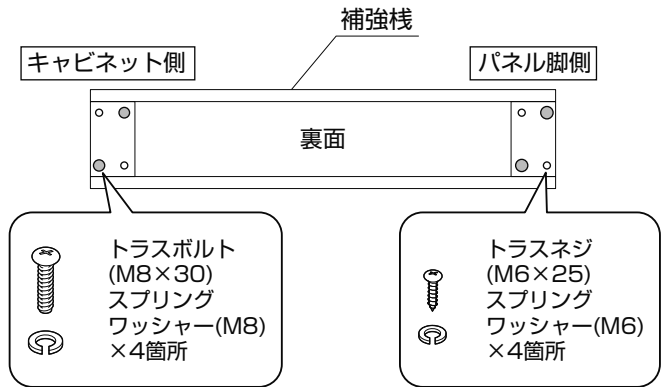 補強桟
キャビネット側
パネル脚側
裏面
トラスボルト
(M8×30)
スプリング
ワッシャー(M8)
×4箇所
トラスネジ
(M6×25)
スプリング
ワッシャー(M6)
×4箇所